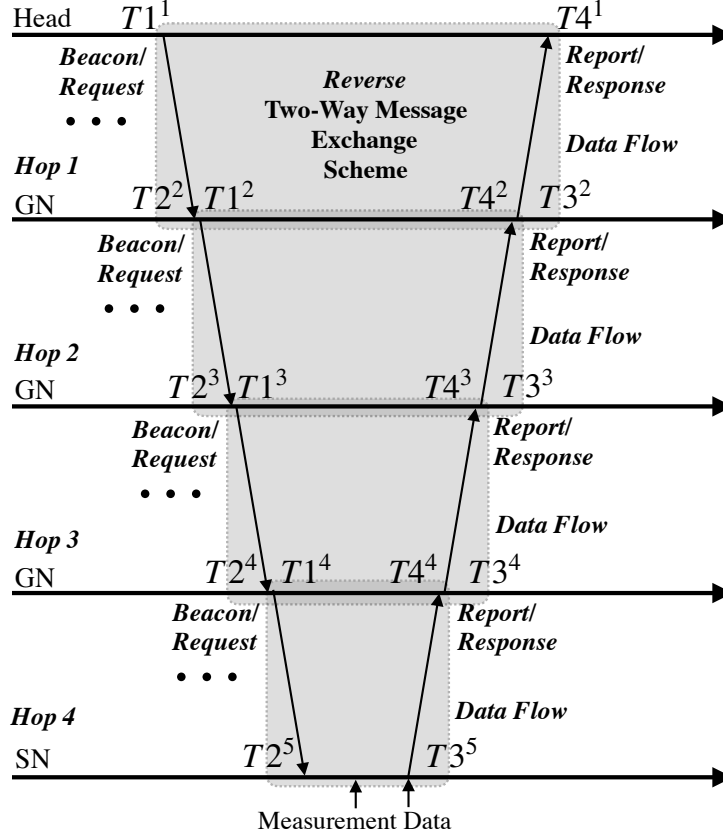 Head T1¹ T4¹
Beacon/
Request
• • •
Reverse
Two-Way Message
Exchange
Scheme
Report/
Response
Data Flow
Hop 1
GN T2² T1² T4² T3²
Beacon/
Request
• • •
Report/
Response
Data Flow
Hop 2
GN T2³ T1³ T4³ T3³
Beacon/
Request
• • •
Report/
Response
Data Flow
Hop 3
GN T2⁴ T1⁴ T4⁴ T3⁴
Beacon/
Request
• • •
Report/
Response
Data Flow
Hop 4
SN T2⁵ T3⁵
Measurement Data